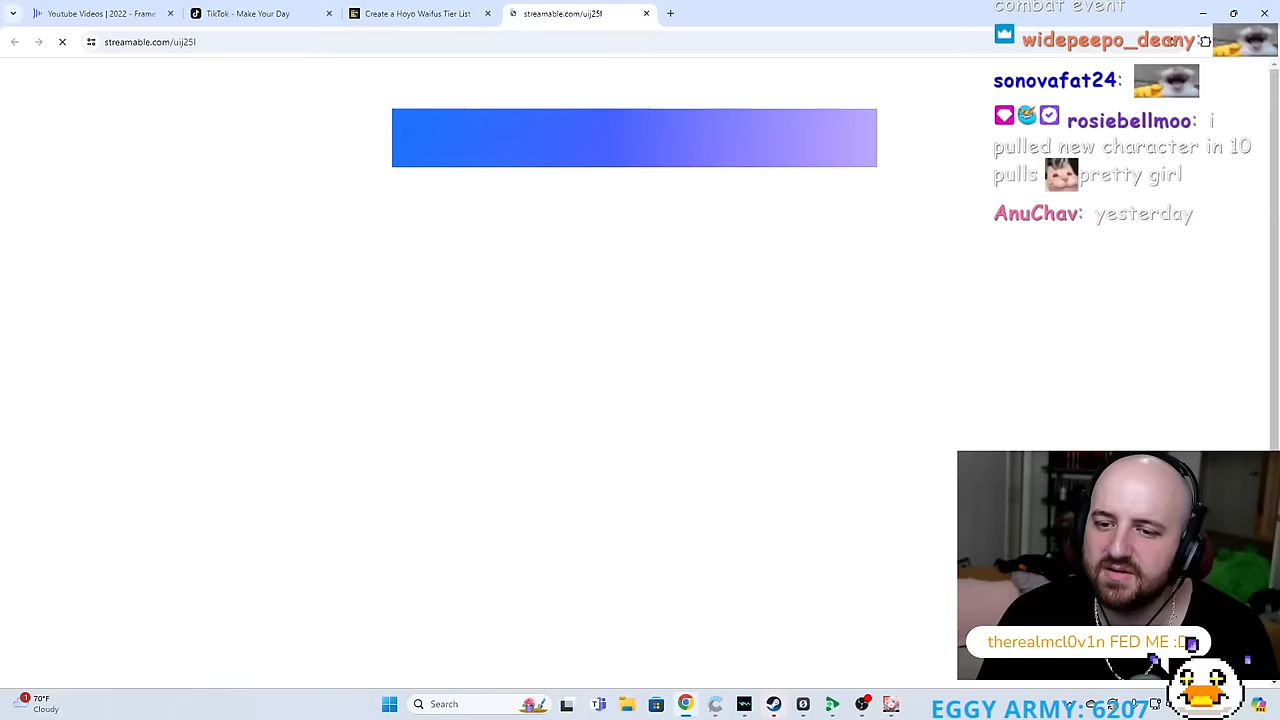 Youtube Videos | 2022 - Frame
TikTok - Make Your Day
Create a Hoyo Waifus Tier List
streamable.com/uij25l
streamable.com/uij25l
combat event
widepeepo_deany:
sonovafat24:
rosiebellmoo: i
pulled new character in 10
pulls pretty girl
AnuChav: yesterday
therealmcl0v1n FED ME :D
EGGY ARMY: 6207
1
70°F
Cloudy
PRE